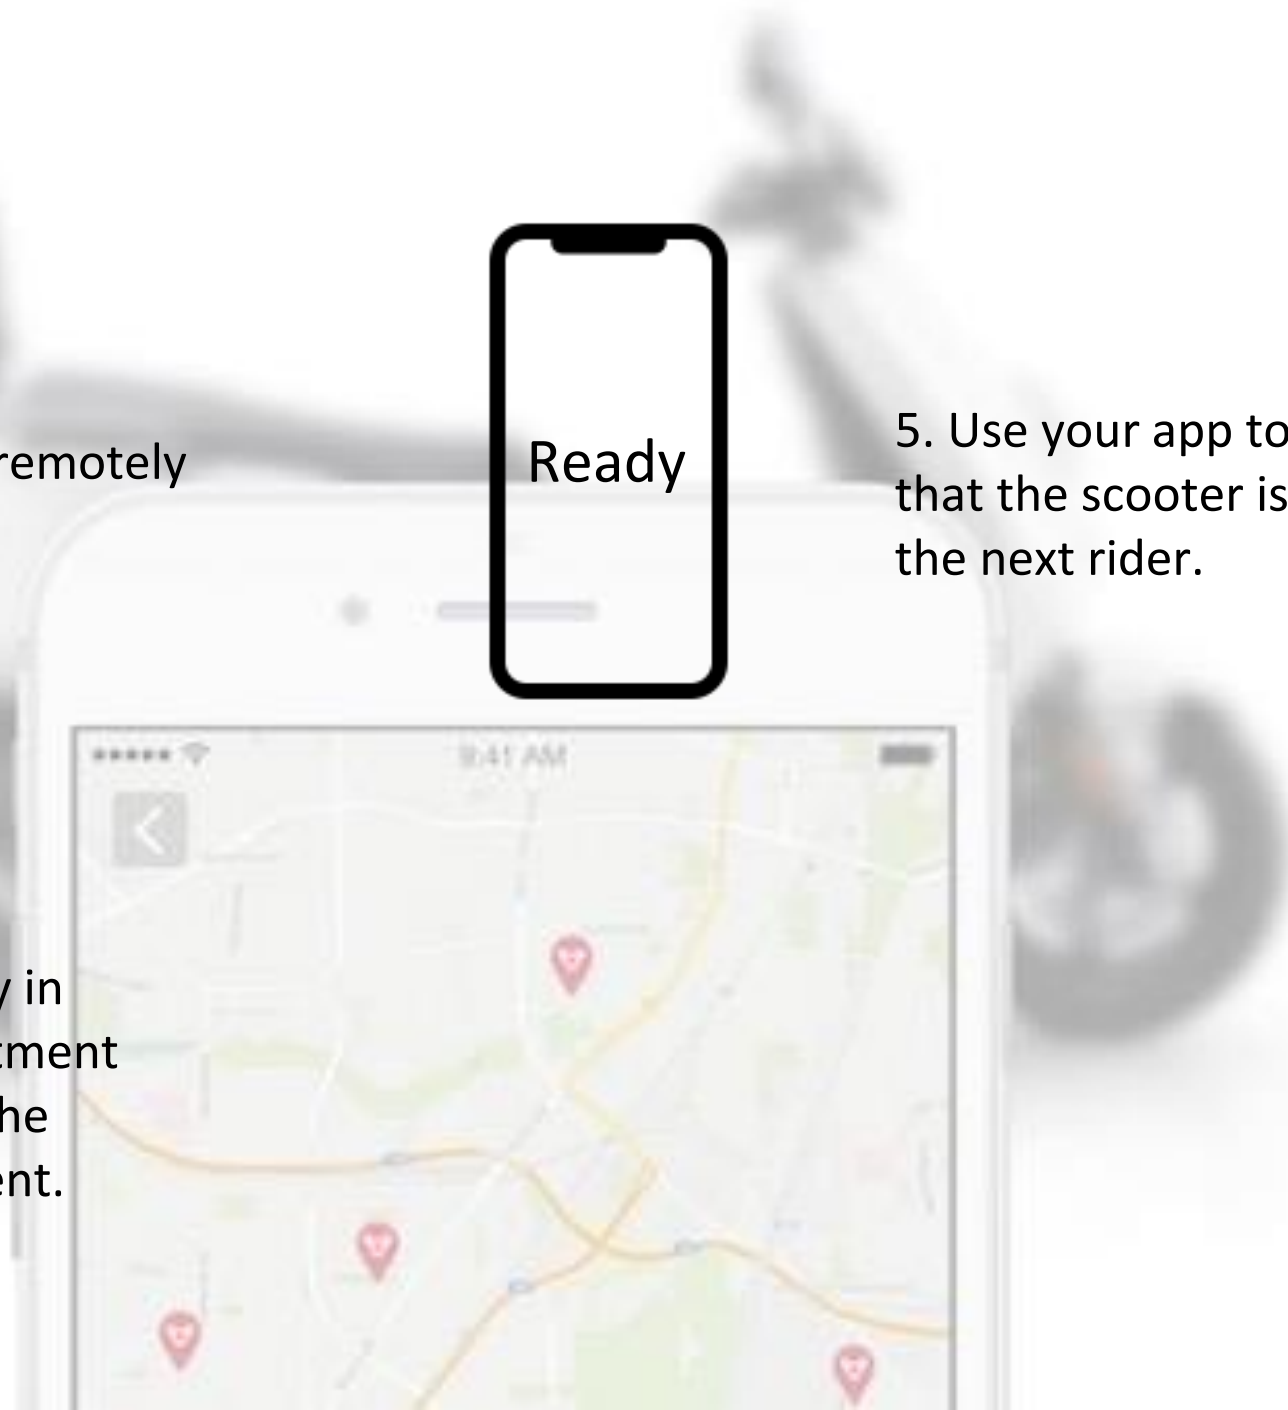 remotely
Ready
5. Use your app to
that the scooter is
the next rider.
9:41 AM
y in
tment
he
ent.